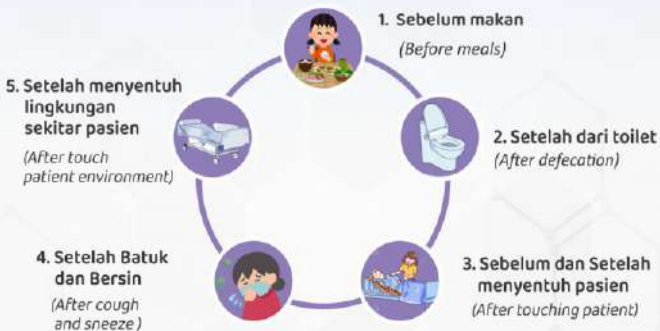 1. Sebelum makan
(Before meals)
2. Setelah dari toilet
(After defecation)
3. Sebelum dan Setelah
menyentuh pasien
(After touching patient)
4. Setelah Batuk
dan Bersin
(After cough
and sneeze)
5. Setelah menyentuh
lingkungan
sekitar pasien
(After touch
patient environment)